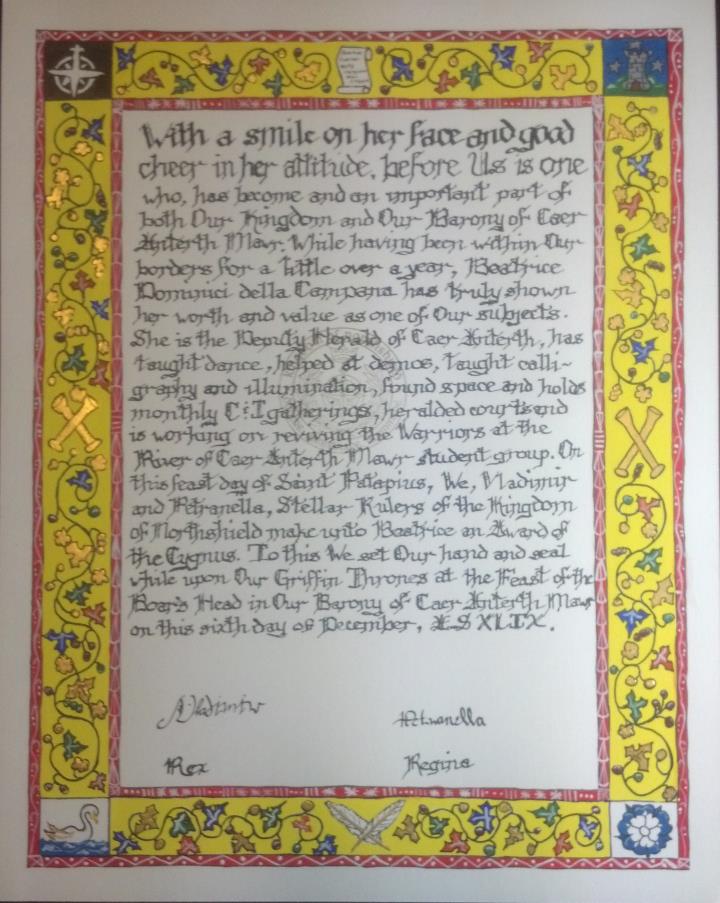 With a smile on her face and good
cheer in her attitude, before Us is one
who, has become and an important part of
both Our Kingdom and Our Barony of Caer
Anterth Mawr. While having been within Our
borders for a little over a year, Beatrice
Dominici della Campana has truly shown
her worth and value as one of Our subjects.
She is the Deputy Herald of Caer Anterth, has
taught dance, helped at demos, taught calli-
graphy and illumination, found space and holds
monthly C&I gatherings, heralded courts and
is working on reviving the Warriors at the
River of Caer Anterth Mawr student group. On
this feast day of Saint Patapius, We, Vladimir
and Petranella, Stellar Rulers of the Kingdom
of Northshield make unto Beatrice an Award of
the Cygnus. To this We set Our hand and seal
while upon Our Griffin Thrones at the Feast of the
Boar's Head in Our Barony of Caer Anterth Mawr
on this sixth day of December, AS XLIX.
Vladimir
Petranella
Rex
Regina